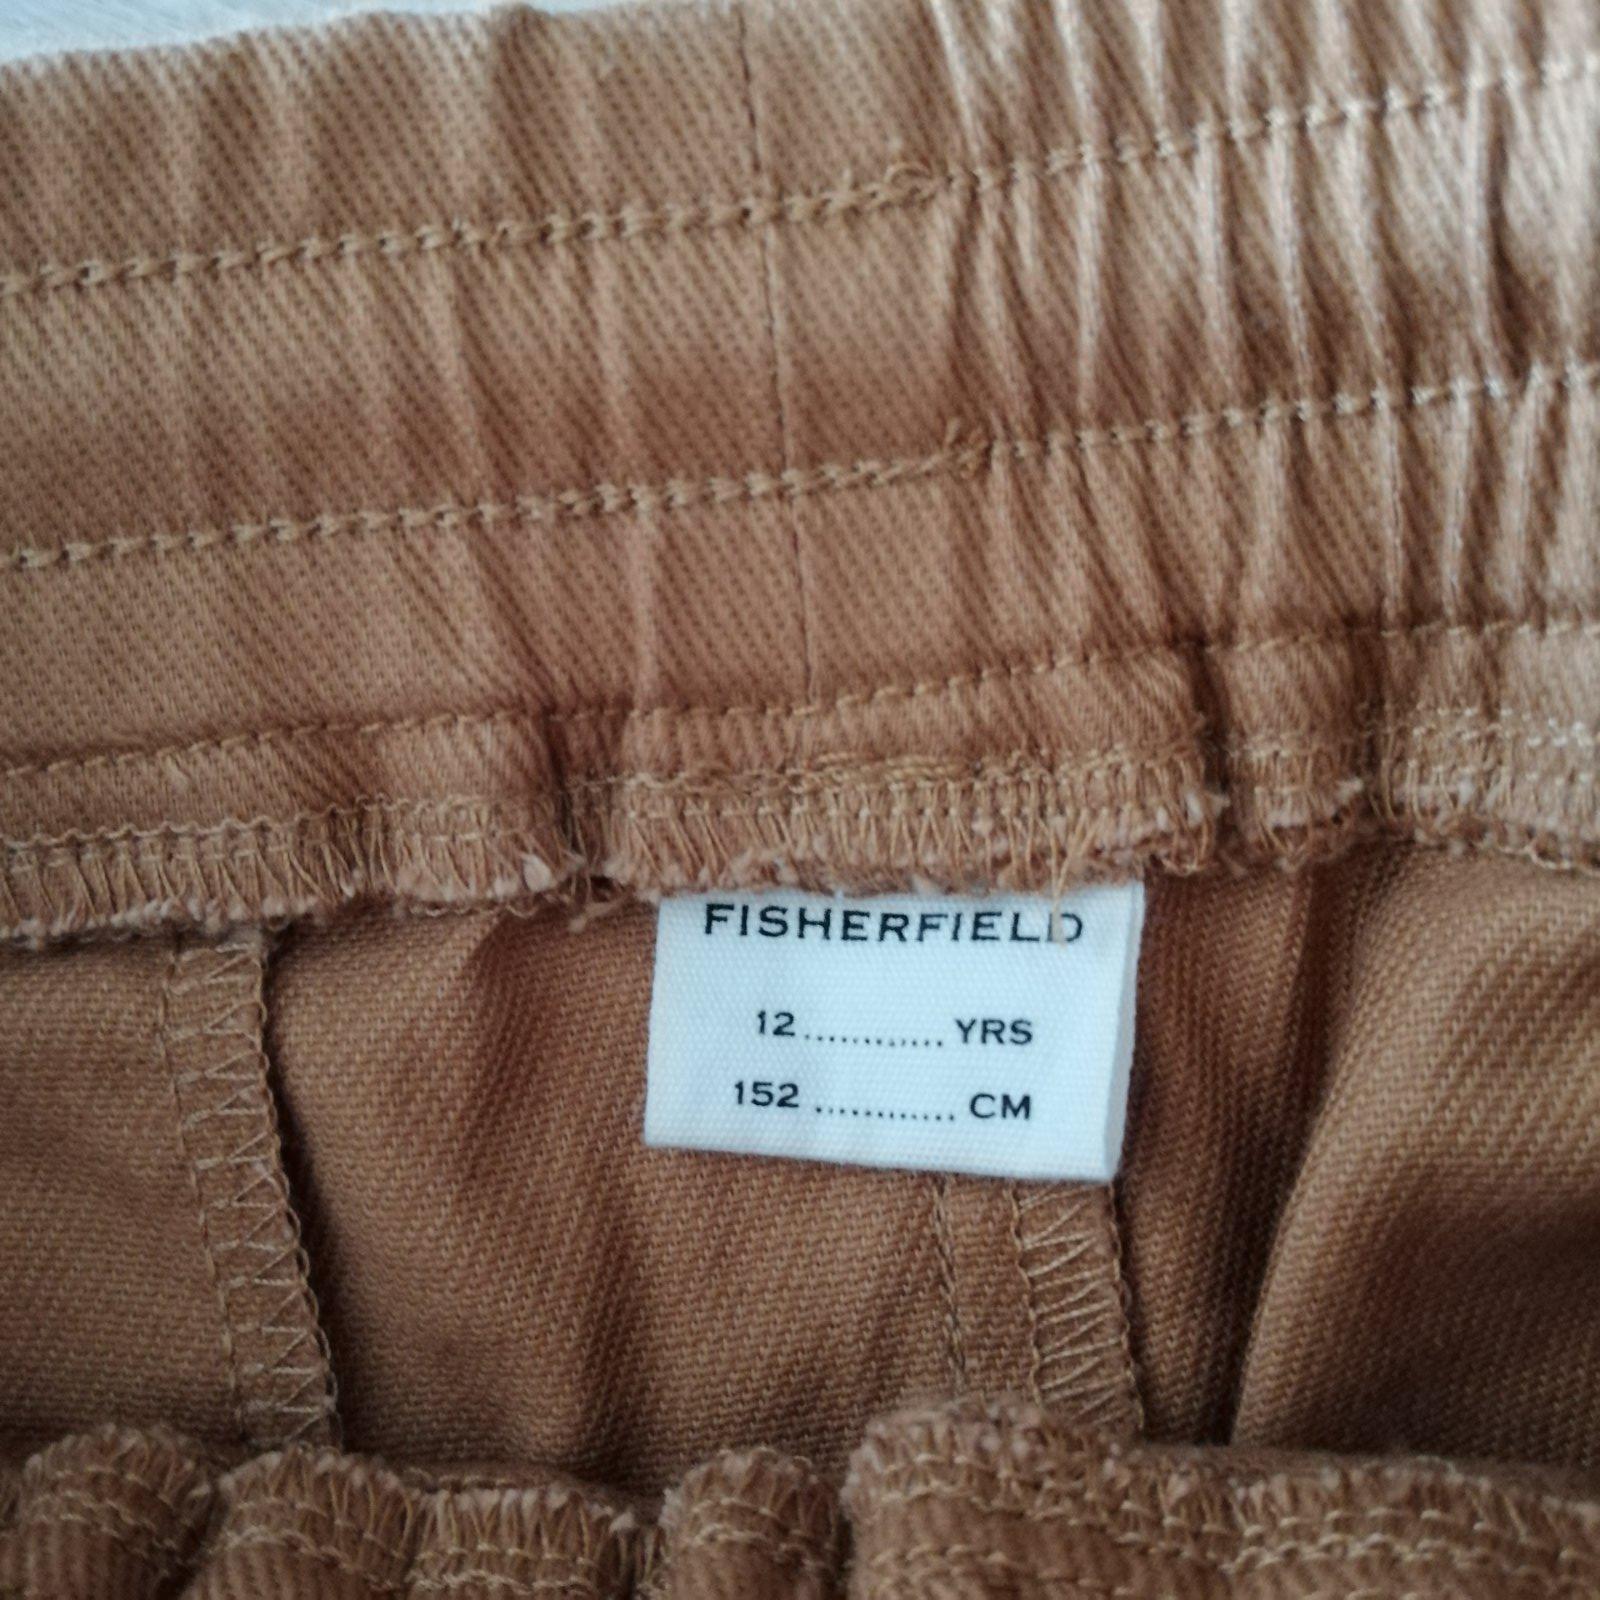 FISHERFIELD
12............ YRS
152 ............ CM